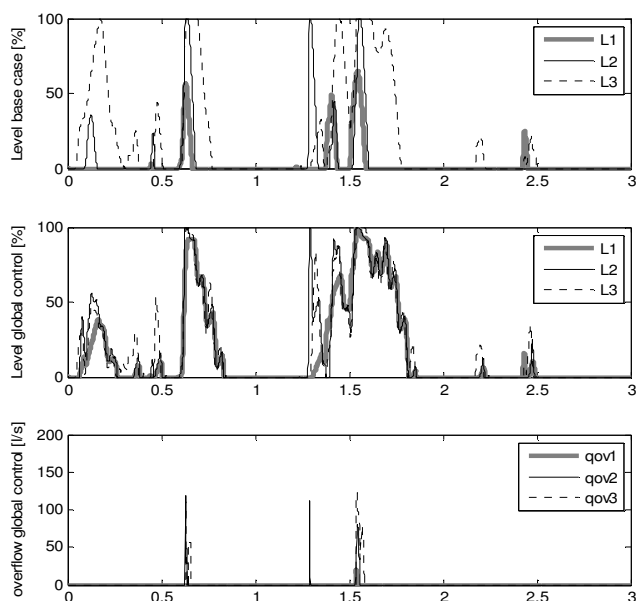 Level base case [%]
100
50
0
0 0.5 1 1.5 2 2.5 3
L1
L2
L3
Level global control [%]
100
50
0
0 0.5 1 1.5 2 2.5 3
L1
L2
L3
overflow global control [l/s]
200
150
100
50
0
0 0.5 1 1.5 2 2.5 3
qov1
qov2
qov3